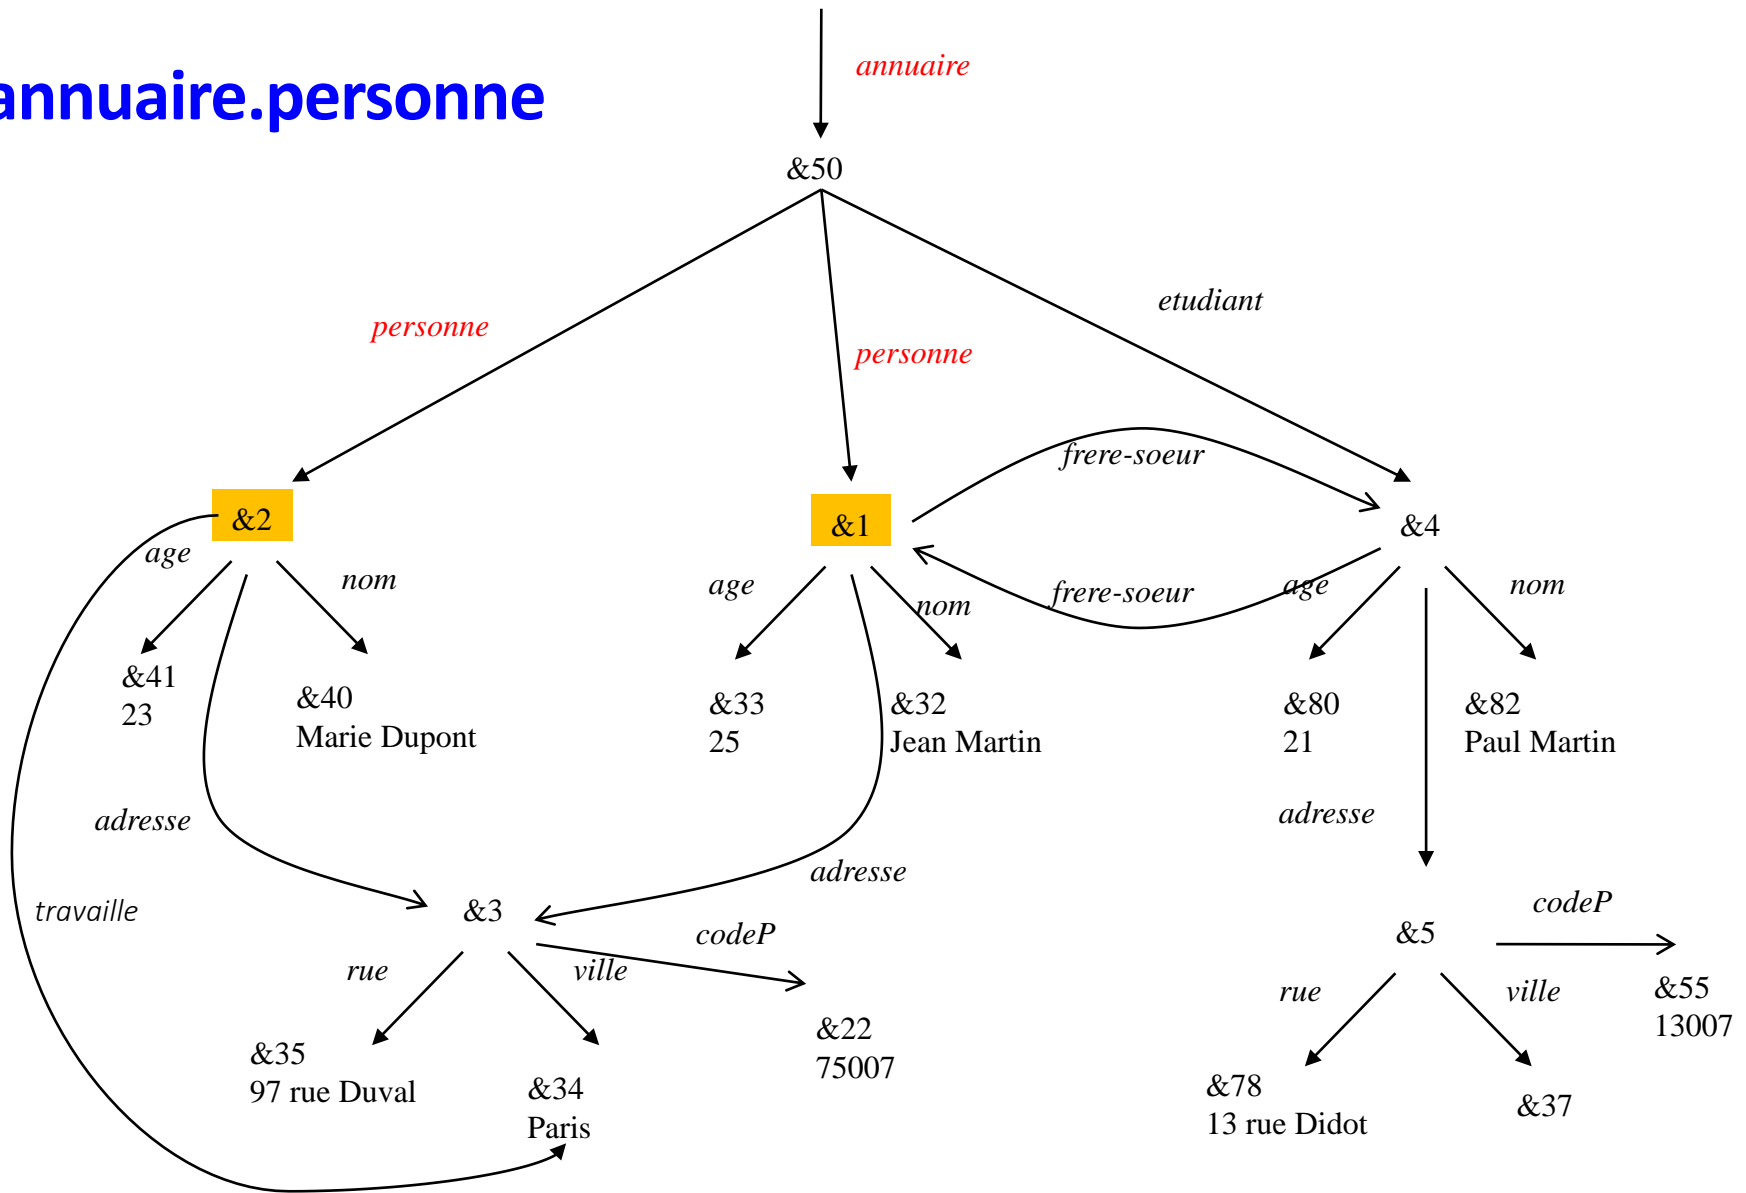 annuaire
annuaire.personne
&50
etudiant
personne
personne
frere-soeur
&2
&1
&4
age
nom
age
nom
frere-soeur
age
nom
&41
23
&40
Marie Dupont
&33
25
&32
Jean Martin
&80
21
&82
Paul Martin
adresse
adresse
adresse
travaille
&3
codeP
&5
codeP
rue
ville
rue
ville
&55
13007
&35
97 rue Duval
&34
Paris
&22
75007
&78
13 rue Didot
&37